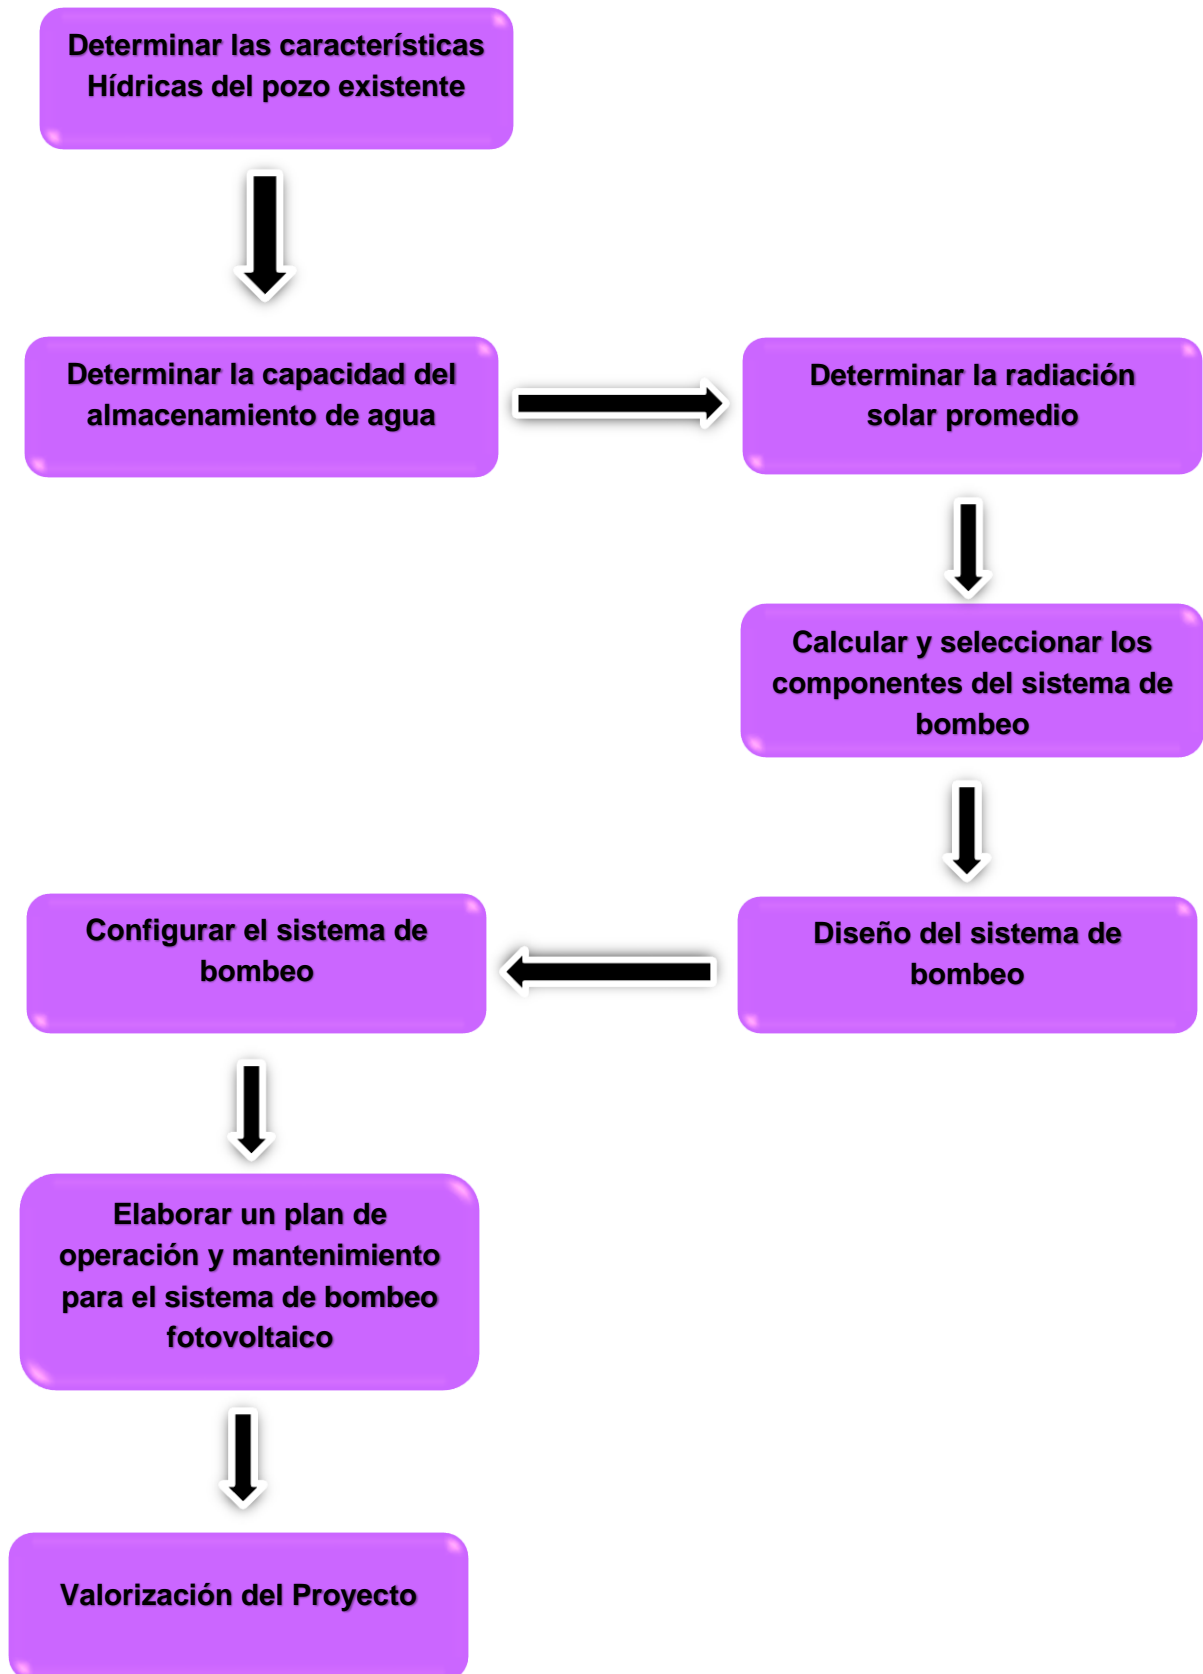 Determinar las características
Hídricas del pozo existente
Determinar la capacidad del
almacenamiento de agua
Determinar la radiación
solar promedio
Calcular y seleccionar los
componentes del sistema de
bombeo
Diseño del sistema de
bombeo
Configurar el sistema de
bombeo
Elaborar un plan de
operación y mantenimiento
para el sistema de bombeo
fotovoltaico
Valorización del Proyecto